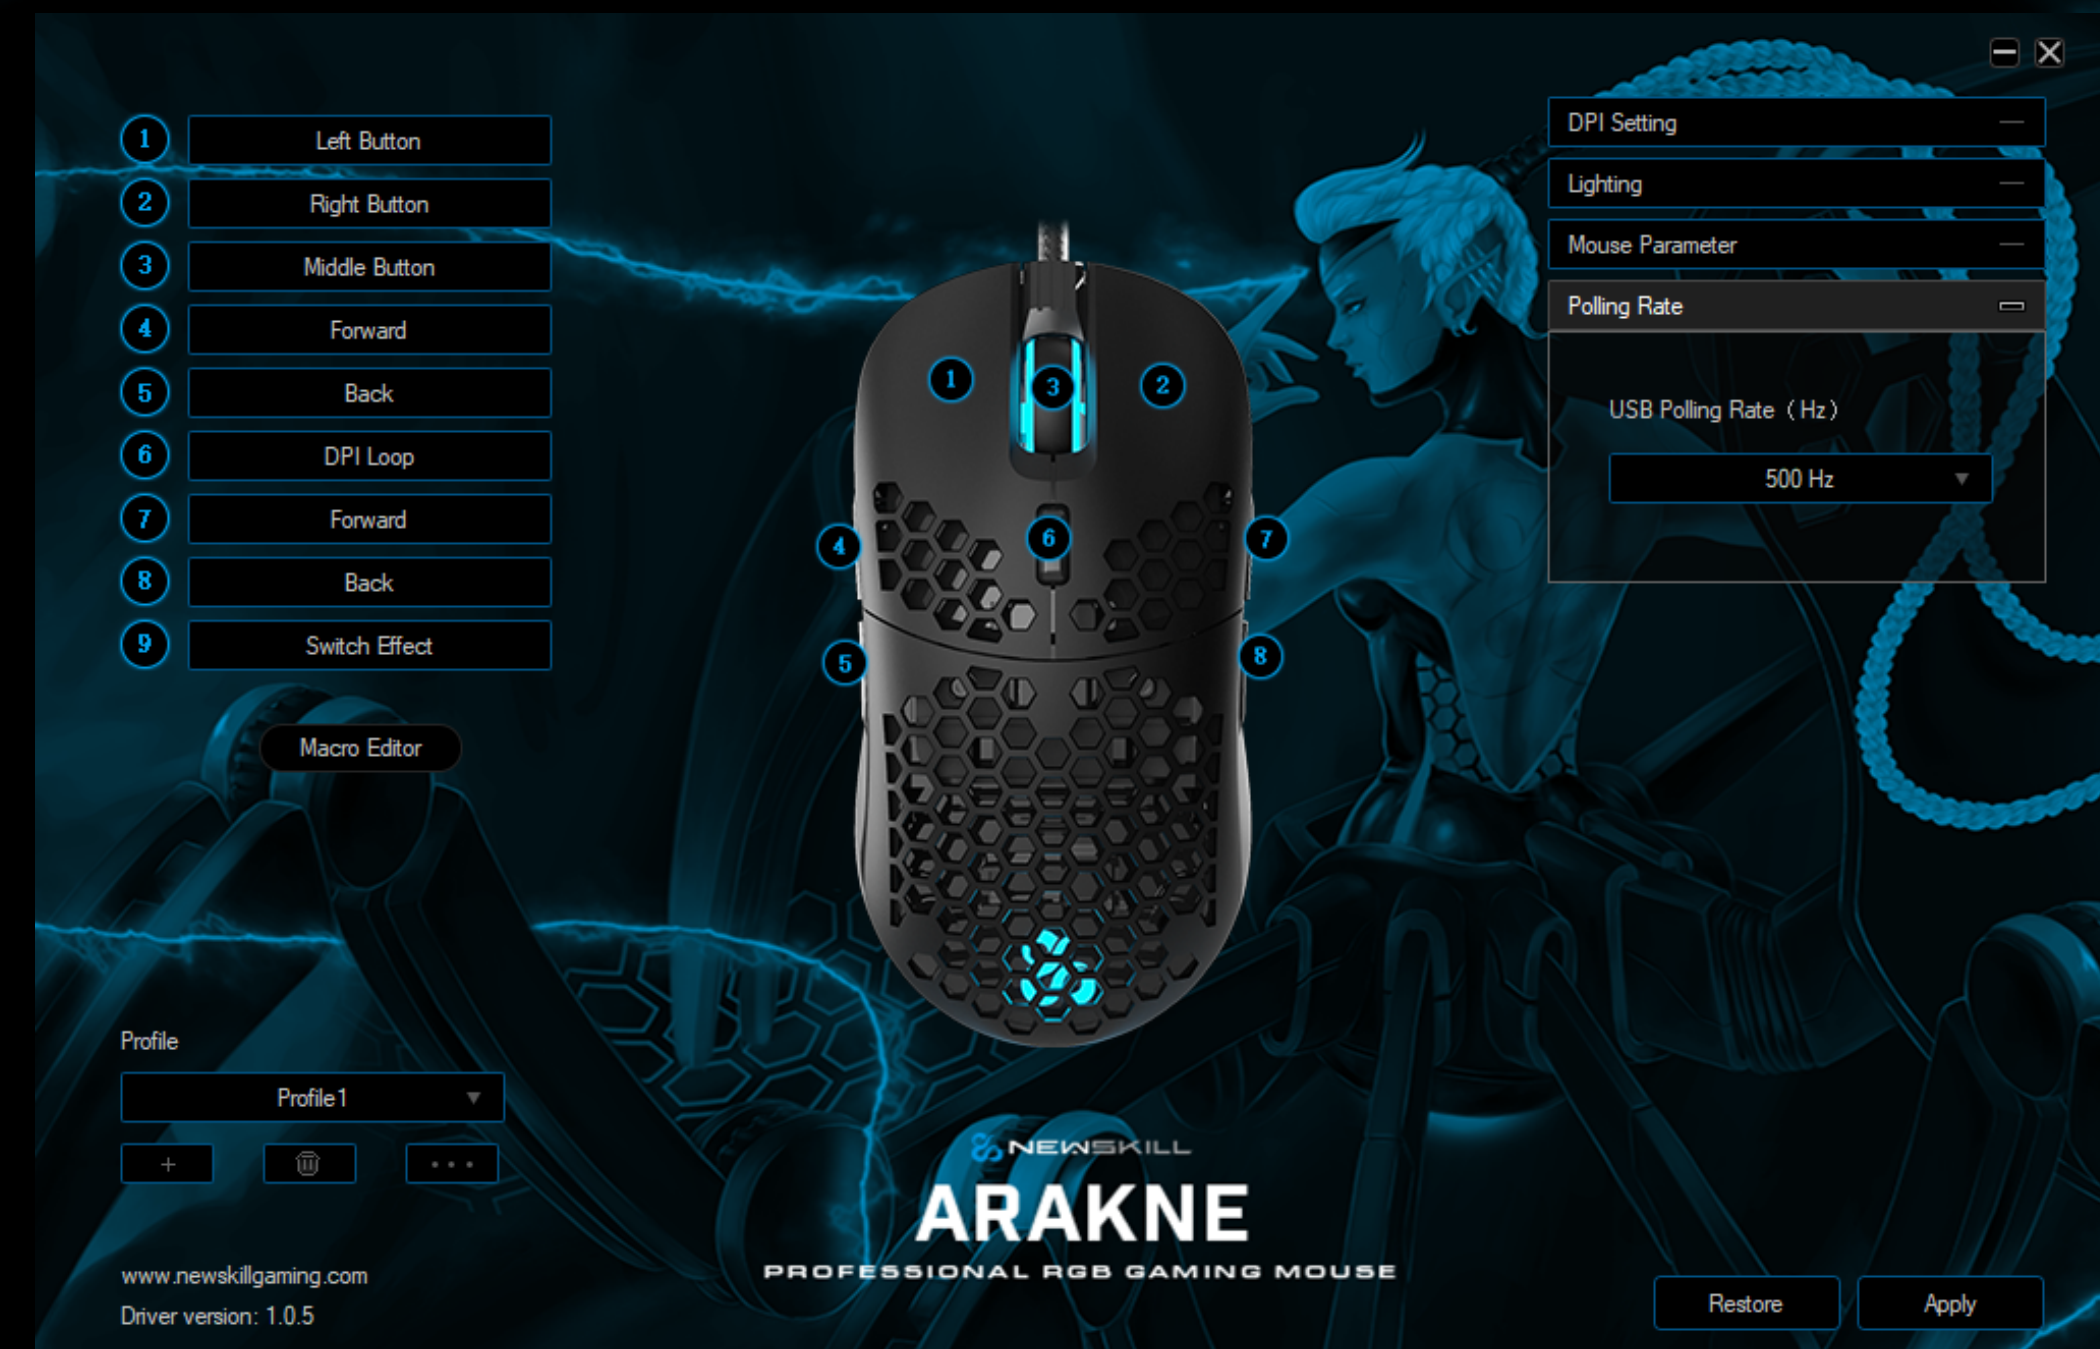 1 Left Button
2 Right Button
3 Middle Button
4 Forward
5 Back
6 DPI Loop
7 Forward
8 Back
9 Switch Effect
Macro Editor
Profile
Profile1
+
...
www.newskillgaming.com
Driver version: 1.0.5
1
3
2
4
6
7
5
8
NEWSKILL
ARAKNE
PROFESSIONAL RGB GAMING MOUSE
DPI Setting
Lighting
Mouse Parameter
Polling Rate
USB Polling Rate (Hz)
500 Hz
Restore
Apply